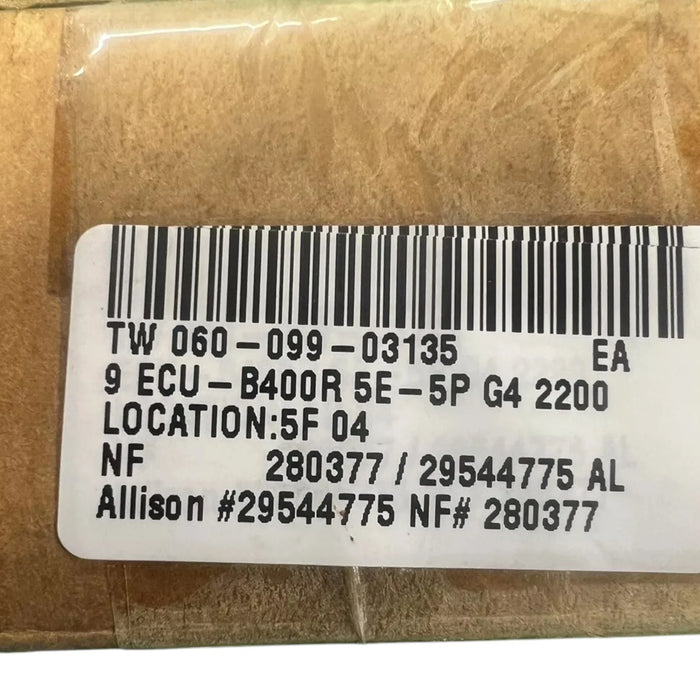 TW 060-099-03135 EA
9 ECU-B400R 5E-5P G4 2200
LOCATION:5F 04
NF 280377 / 29544775 AL
Allison #29544775 NF# 280377